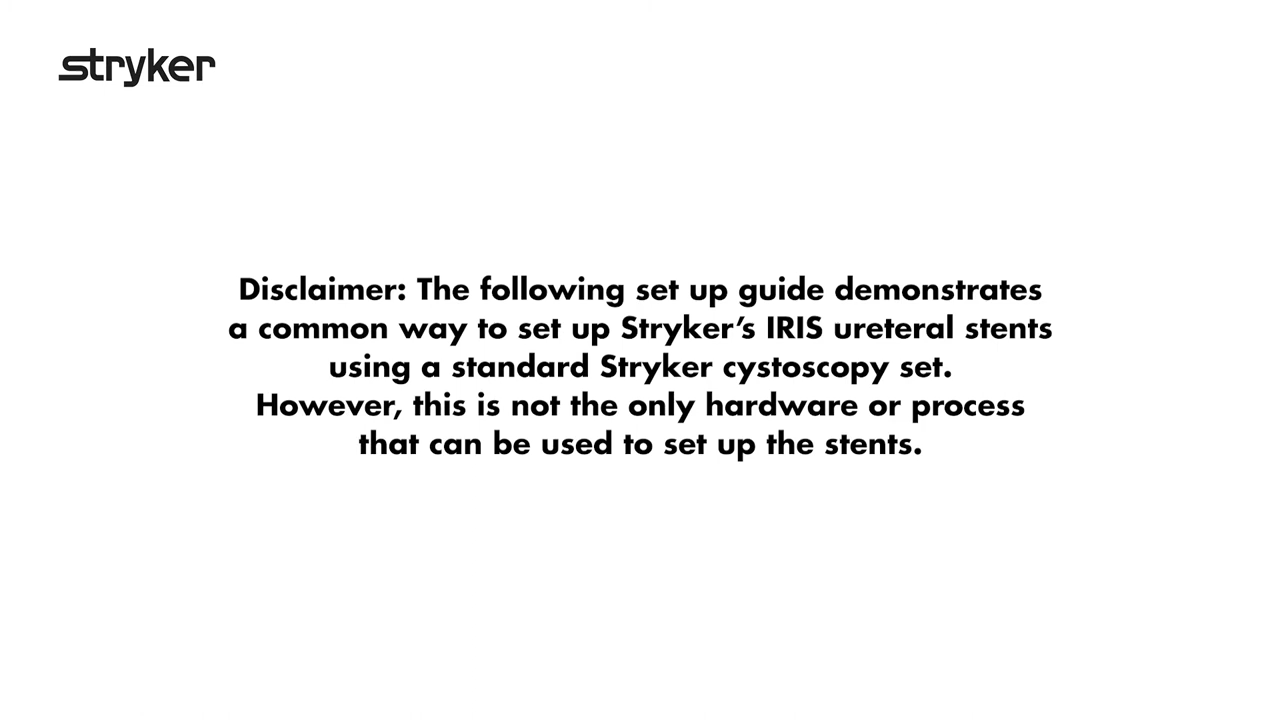 stryker
Disclaimer: The following set up guide demonstrates
a common way to set up Stryker’s IRIS ureteral stents
using a standard Stryker cystoscopy set.
However, this is not the only hardware or process
that can be used to set up the stents.